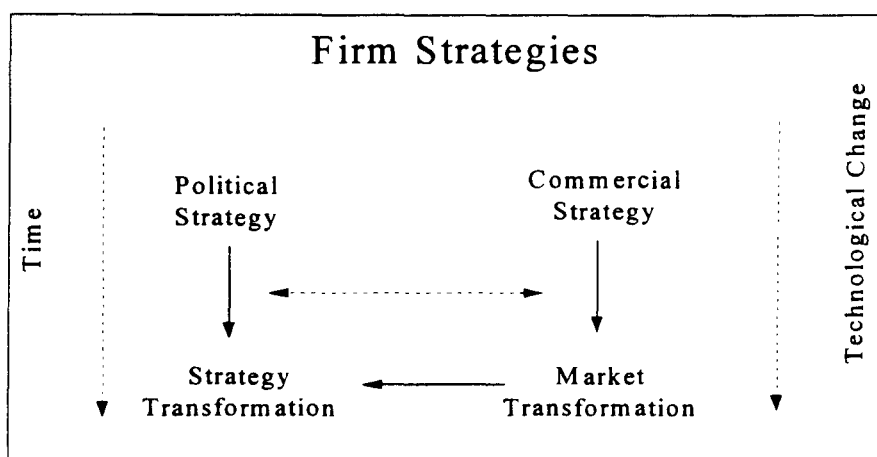 Firm Strategies
Time
Technological Change
Political
Strategy
Commercial
Strategy
Strategy
Transformation
Market
Transformation